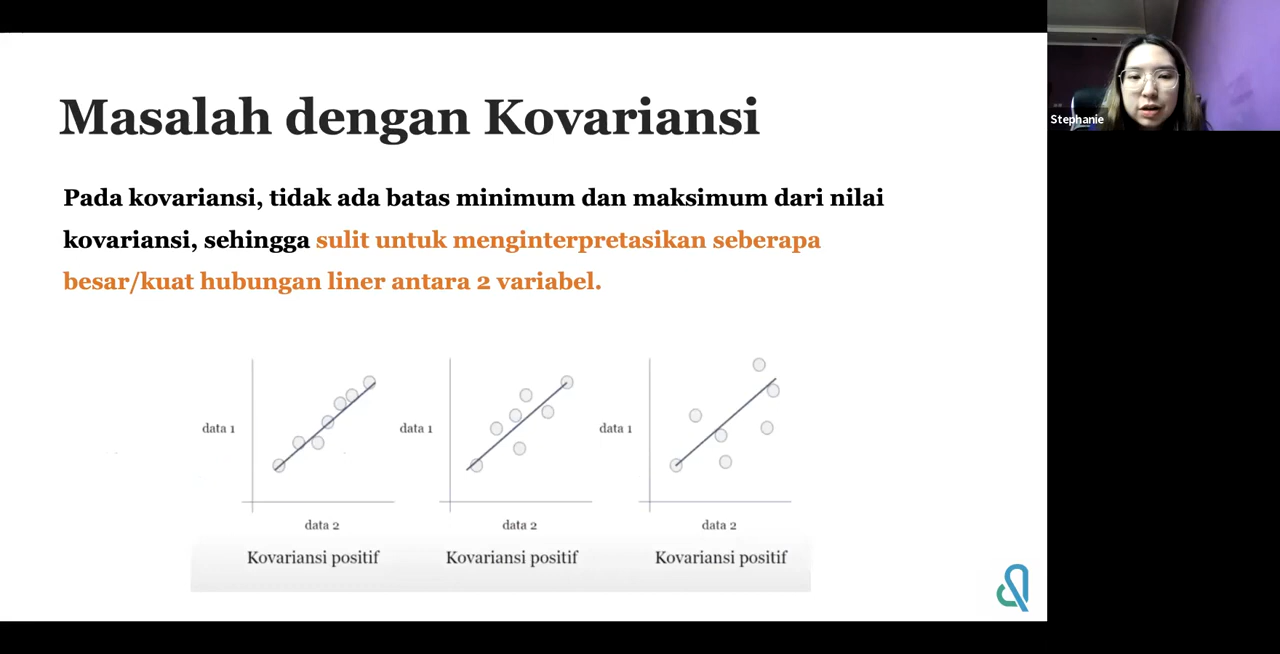 Masalah dengan Kovariansi
Pada kovariansi, tidak ada batas minimum dan maksimum dari nilai
kovariansi, sehingga sulit untuk menginterpretasikan seberapa
besar/kuat hubungan liner antara 2 variabel.
data 1
data 2
Kovariansi positif
data 1
data 2
Kovariansi positif
data 1
data 2
Kovariansi positif
Stephanie